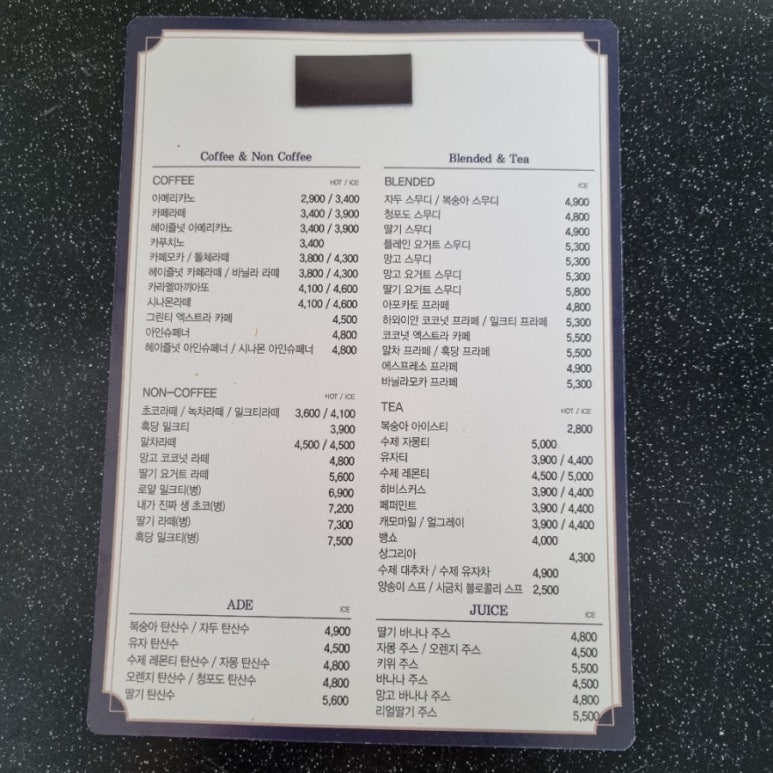 Coffee & Non Coffee
COFFEE HOT / ICE
아메리카노 2,900 / 3,400
카페라떼 3,400 / 3,900
헤이즐넛 아메리카노 3,400 / 3,900
카푸치노 3,400
카페모카 / 돌체라떼 3,800 / 4,300
헤이즐넛 카페라떼 / 바닐라 라떼 3,800 / 4,300
카라멜마끼아또 4,100 / 4,600
시나몬라떼 4,100 / 4,600
그린티 엑스트라 카페 4,500
아인슈페너 4,800
헤이즐넛 아인슈페너 / 시나몬 아인슈페너 4,800
NON-COFFEE HOT / ICE
초코라떼 / 녹차라떼 / 밀크티라떼 3,600 / 4,100
흑당 밀크티 3,900
말차라떼 4,500 / 4,500
망고 코코넛 라떼 4,800
딸기 요거트 라떼 5,600
로얄 밀크티(병) 6,900
내가 진짜 생 초코(병) 7,200
딸기 라떼(병) 7,300
흑당 밀크티(병) 7,500
ADE ICE
복숭아 탄산수 / 자두 탄산수 4,900
유자 탄산수 4,500
수제 레몬티 탄산수 / 자몽 탄산수 4,800
오렌지 탄산수 / 청포도 탄산수 4,800
딸기 탄산수 5,600
Blended & Tea
BLENDED ICE
자두 스무디 / 복숭아 스무디 4,900
청포도 스무디 4,800
딸기 스무디 4,900
플레인 요거트 스무디 5,300
망고 스무디 5,300
망고 요거트 스무디 5,300
딸기 요거트 스무디 5,800
아포카토 프라페 4,800
하와이안 코코넛 프라페 / 밀크티 프라페 5,300
코코넛 엑스트라 카페 5,500
말차 프라페 / 흑당 프라페 5,500
에스프레소 프라페 4,900
바닐라모카 프라페 5,300
TEA HOT / ICE
복숭아 아이스티 2,800
수제 자몽티 5,000
유자티 3,900 / 4,400
수제 레몬티 4,500 / 5,000
히비스커스 3,900 / 4,400
페퍼민트 3,900 / 4,400
캐모마일 / 얼그레이 3,900 / 4,400
뱅쇼 4,000
상그리아 4,300
수제 대추차 / 수제 유자차 4,900
양송이 스프 / 시금치 브로콜리 스프 2,500
JUICE ICE
딸기 바나나 주스 4,800
자몽 주스 / 오렌지 주스 4,500
키위 주스 5,500
바나나 주스 4,500
망고 바나나 주스 4,800
리얼딸기 주스 5,500